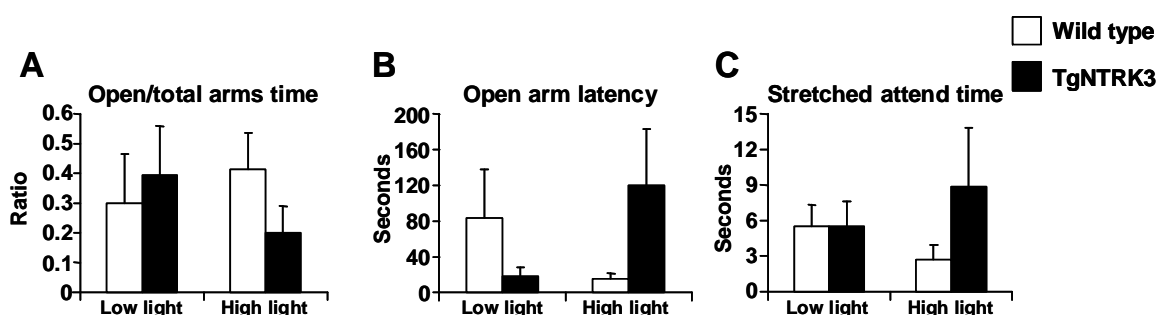 Wild type
TgNTRK3
A
Open/total arms time
Ratio
0.6
0.5
0.4
0.3
0.2
0.1
0
Low light
High light
B
Open arm latency
Seconds
200
160
120
80
40
0
Low light
High light
C
Stretched attend time
Seconds
15
12
9
6
3
0
Low light
High light